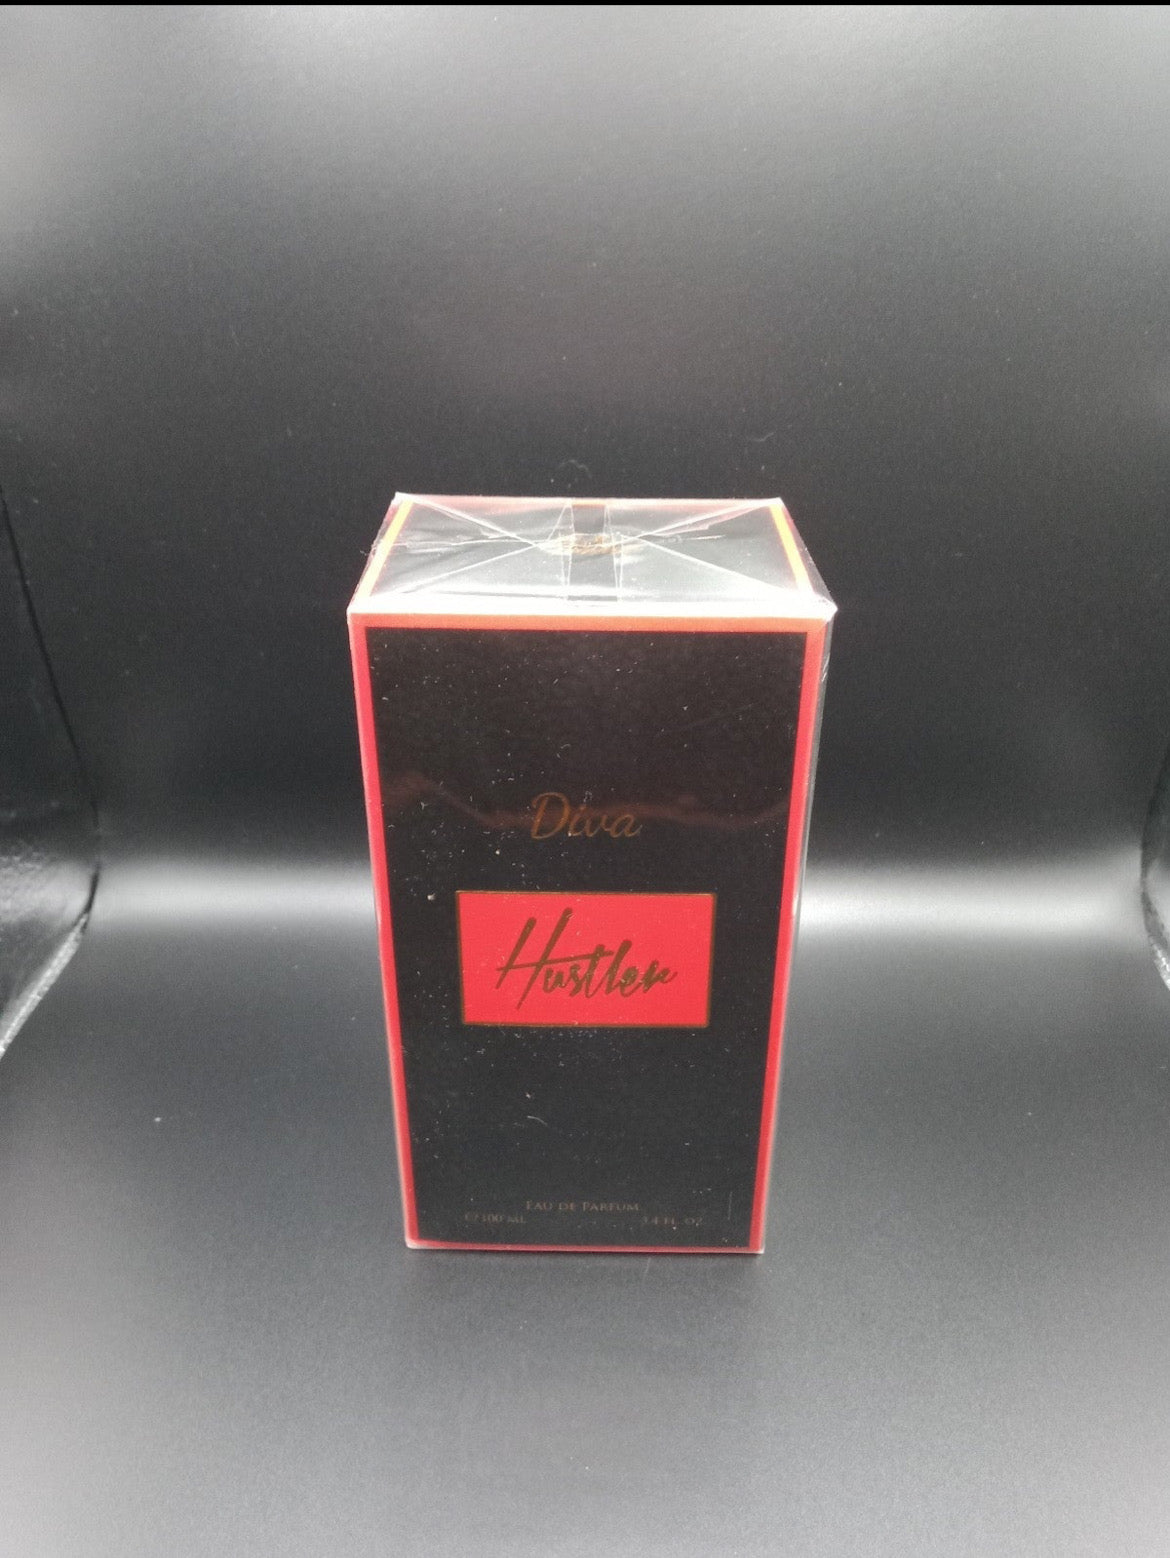 Diva
Hustler
EAU DE PARFUM
℮100 ML 3.4 FL. OZ